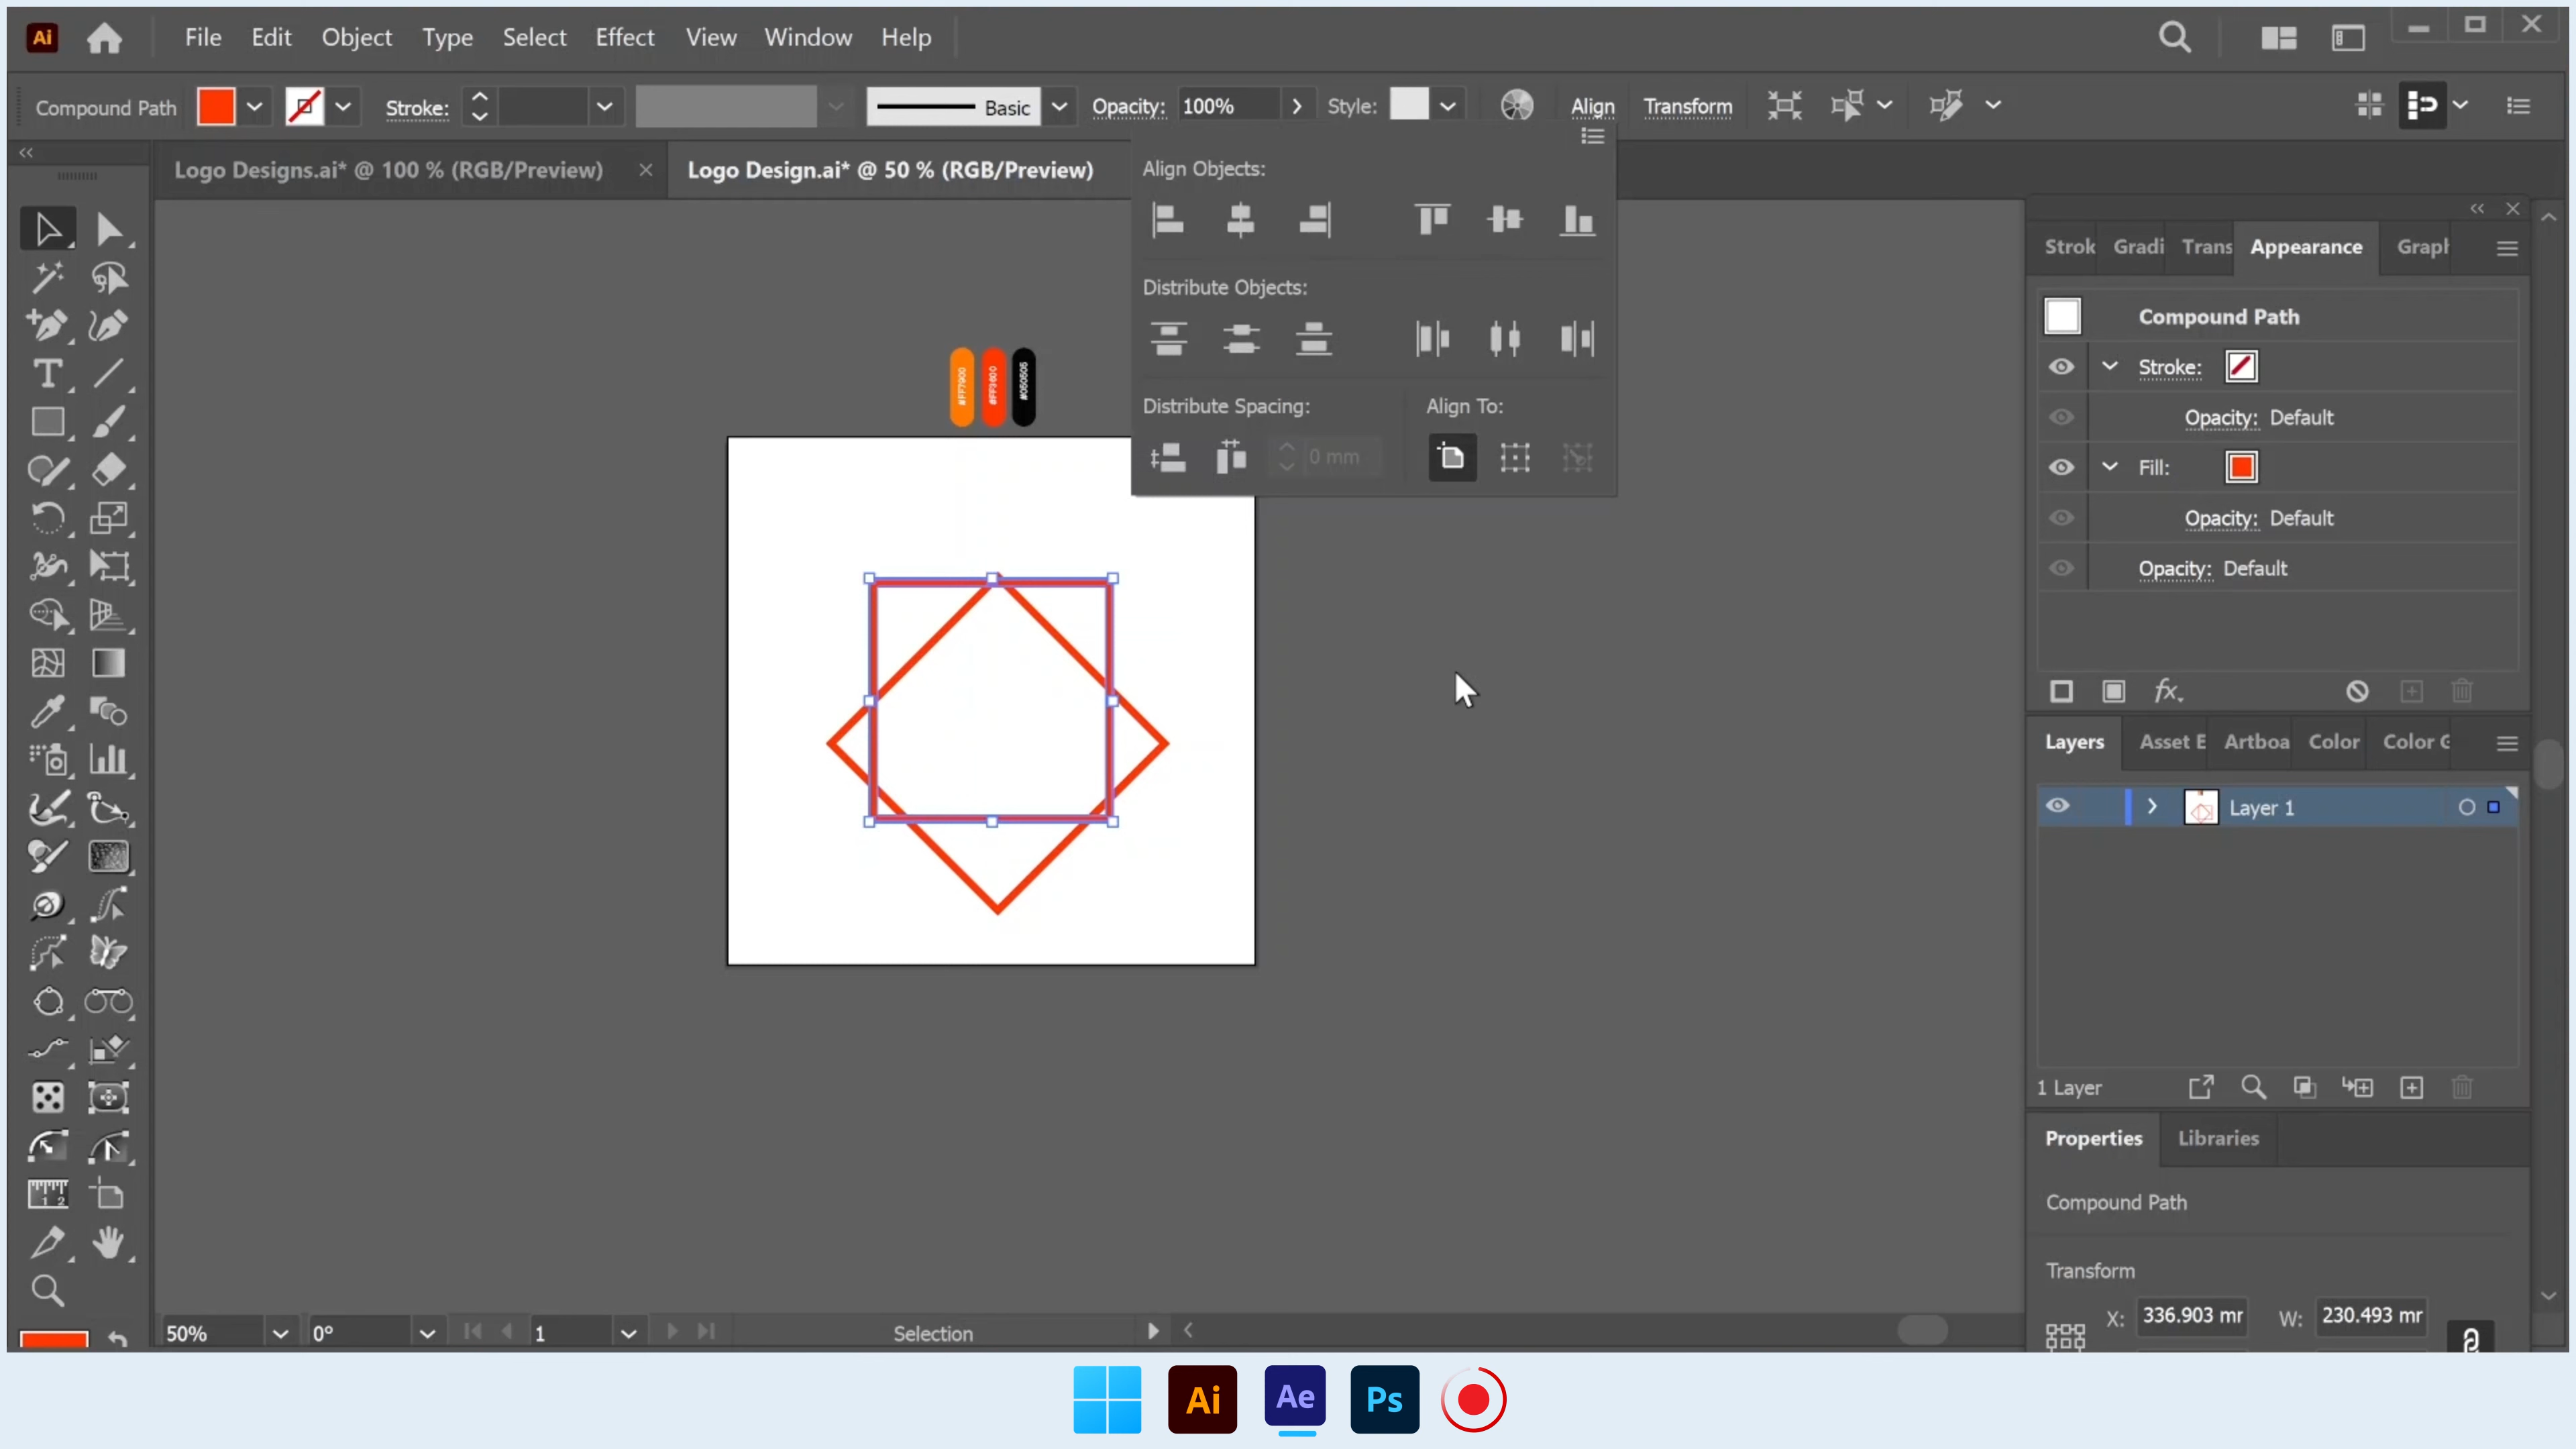 Ai
File Edit Object Type Select Effect View Window Help
Compound Path Stroke: Basic Opacity: 100% Style: Align Transform
Logo Designs.ai* @ 100 % (RGB/Preview) × Logo Design.ai* @ 50 % (RGB/Preview)
Align Objects:
Distribute Objects:
Distribute Spacing: Align To:
0 mm
#FF7900
#FF3600
#050505
Strok Gradi Trans Appearance Graph
Compound Path
Stroke:
Opacity: Default
Fill:
Opacity: Default
Opacity: Default
fx.
Layers Asset E Artboa Color Color G
Layer 1
1 Layer
Properties Libraries
Compound Path
Transform
X: 336.903 mr W: 230.493 mr
50% 0° 1 Selection
Ai Ae Ps